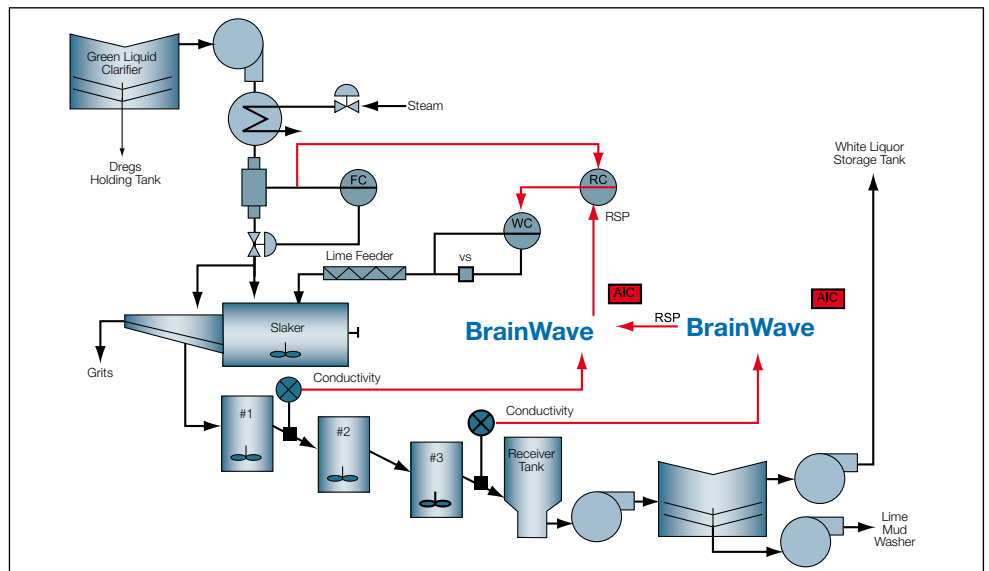 Green Liquid
Clarifier
Steam
Dregs
Holding Tank
White Liquor
Storage Tank
FC
RC
RSP
WC
Lime Feeder
vs
AIC
AIC
BrainWave
RSP
BrainWave
Slaker
Grits
Conductivity
Conductivity
#1
#2
#3
Receiver
Tank
Lime
Mud
Washer